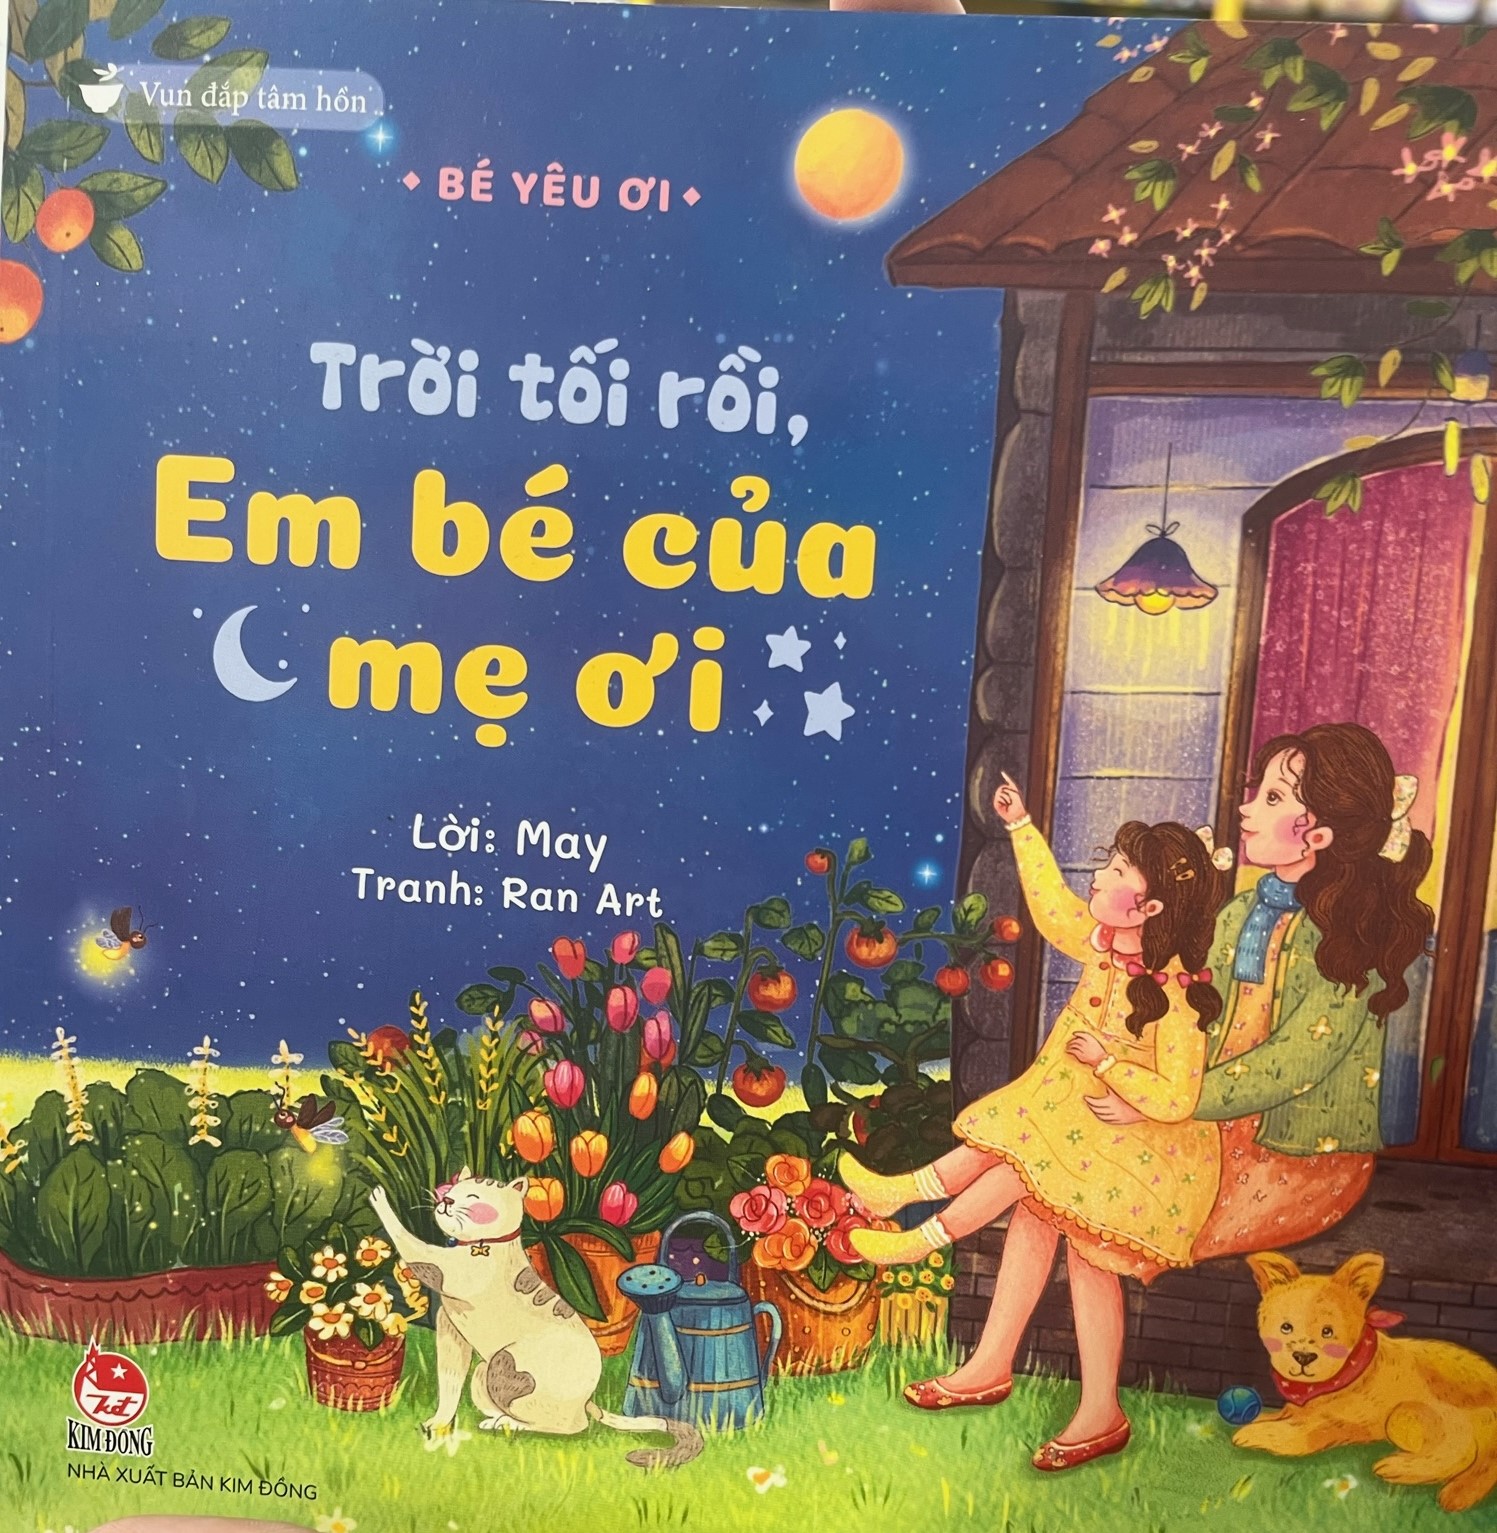 Vun đắp tâm hồn
BÉ YÊU ƠI
Trời tối rồi,
Em bé của
mẹ ơi
Lời: May
Tranh: Ran Art
Kđ
KIM ĐỒNG
NHÀ XUẤT BẢN KIM ĐỒNG